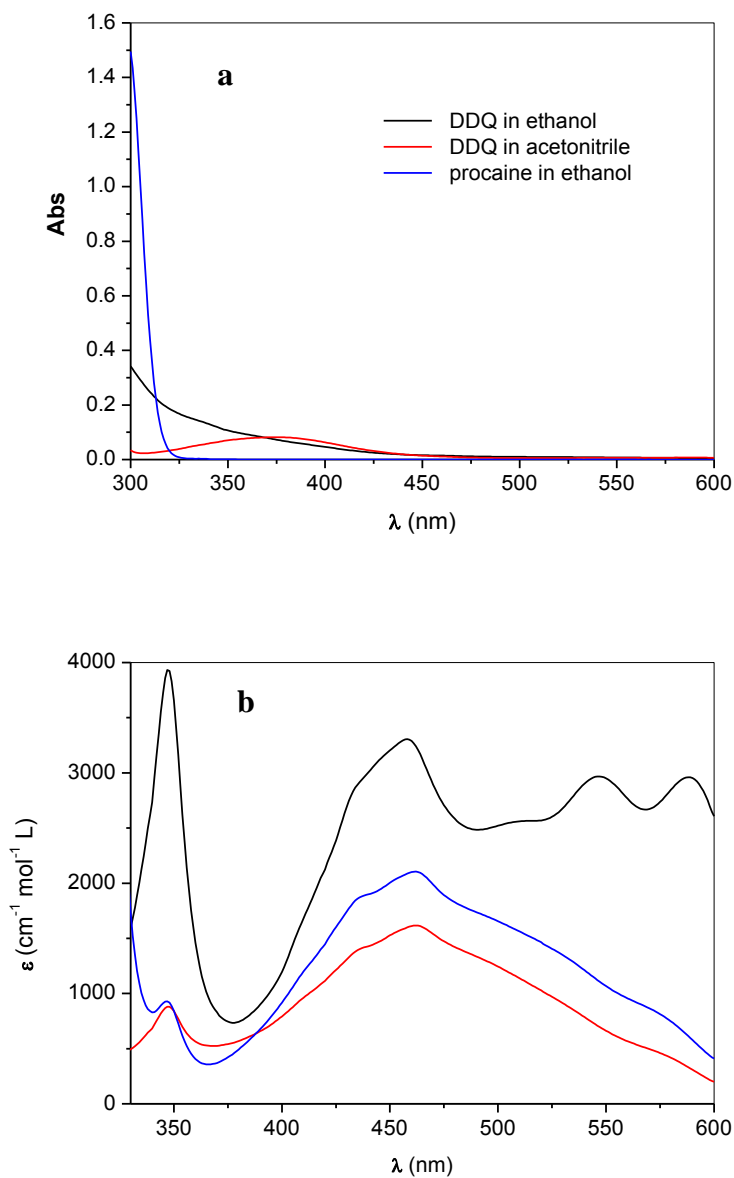 a
DDQ in ethanol
DDQ in acetonitrile
procaine in ethanol
Abs
1.6
1.4
1.2
1.0
0.8
0.6
0.4
0.2
0.0
300 350 400 450 500 550 600
λ (nm)
b
ε (cm⁻¹ mol⁻¹ L)
4000
3000
2000
1000
0
350 400 450 500 550 600
λ (nm)